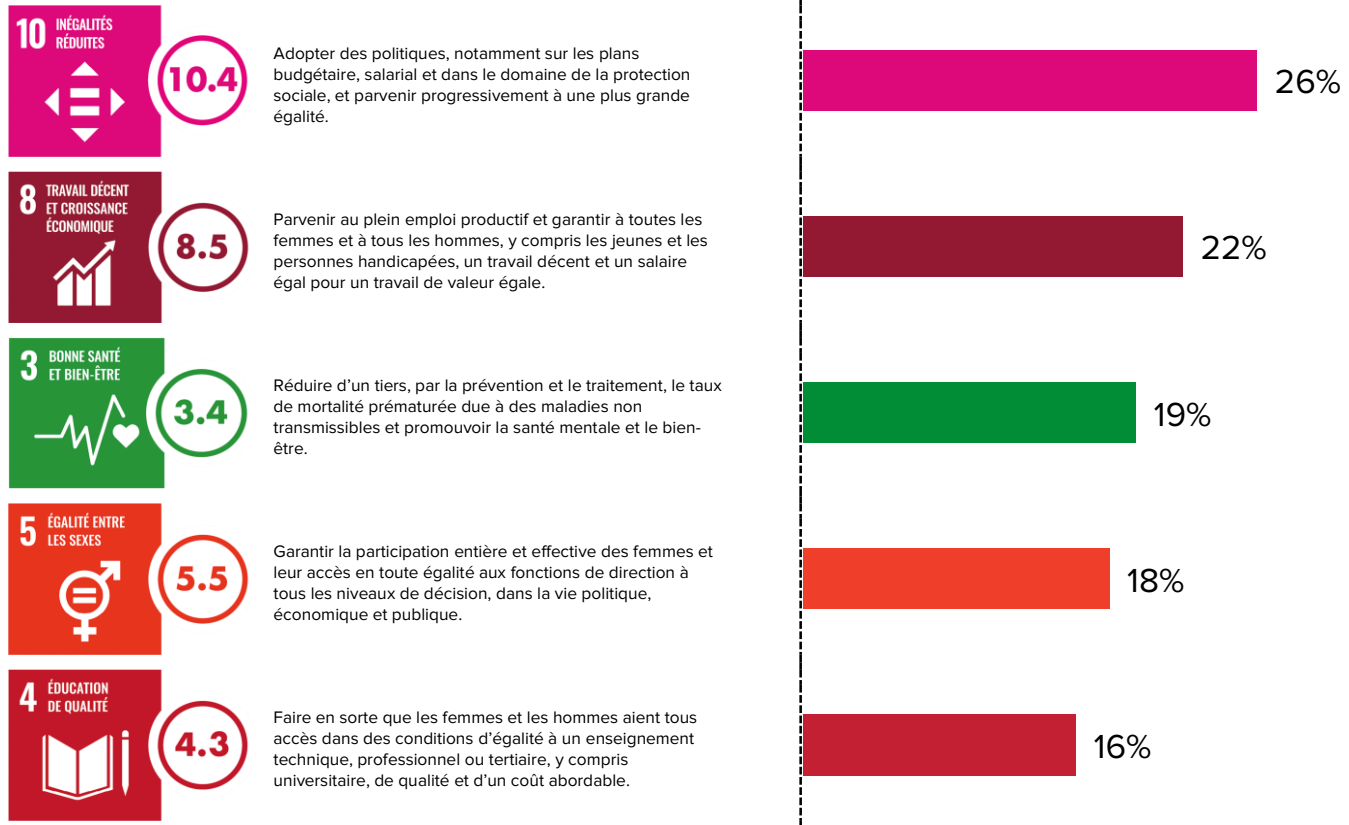 10 INÉGALITÉS
RÉDUITES
10.4
Adopter des politiques, notamment sur les plans
budgétaire, salarial et dans le domaine de la protection
sociale, et parvenir progressivement à une plus grande
égalité.
26%
8 TRAVAIL DÉCENT
ET CROISSANCE
ÉCONOMIQUE
8.5
Parvenir au plein emploi productif et garantir à toutes les
femmes et à tous les hommes, y compris les jeunes et les
personnes handicapées, un travail décent et un salaire
égal pour un travail de valeur égale.
22%
3 BONNE SANTÉ
ET BIEN-ÊTRE
3.4
Réduire d’un tiers, par la prévention et le traitement, le taux
de mortalité prématurée due à des maladies non
transmissibles et promouvoir la santé mentale et le bien-
être.
19%
5 ÉGALITÉ ENTRE
LES SEXES
5.5
Garantir la participation entière et effective des femmes et
leur accès en toute égalité aux fonctions de direction à
tous les niveaux de décision, dans la vie politique,
économique et publique.
18%
4 ÉDUCATION
DE QUALITÉ
4.3
Faire en sorte que les femmes et les hommes aient tous
accès dans des conditions d’égalité à un enseignement
technique, professionnel ou tertiaire, y compris
universitaire, de qualité et d’un coût abordable.
16%